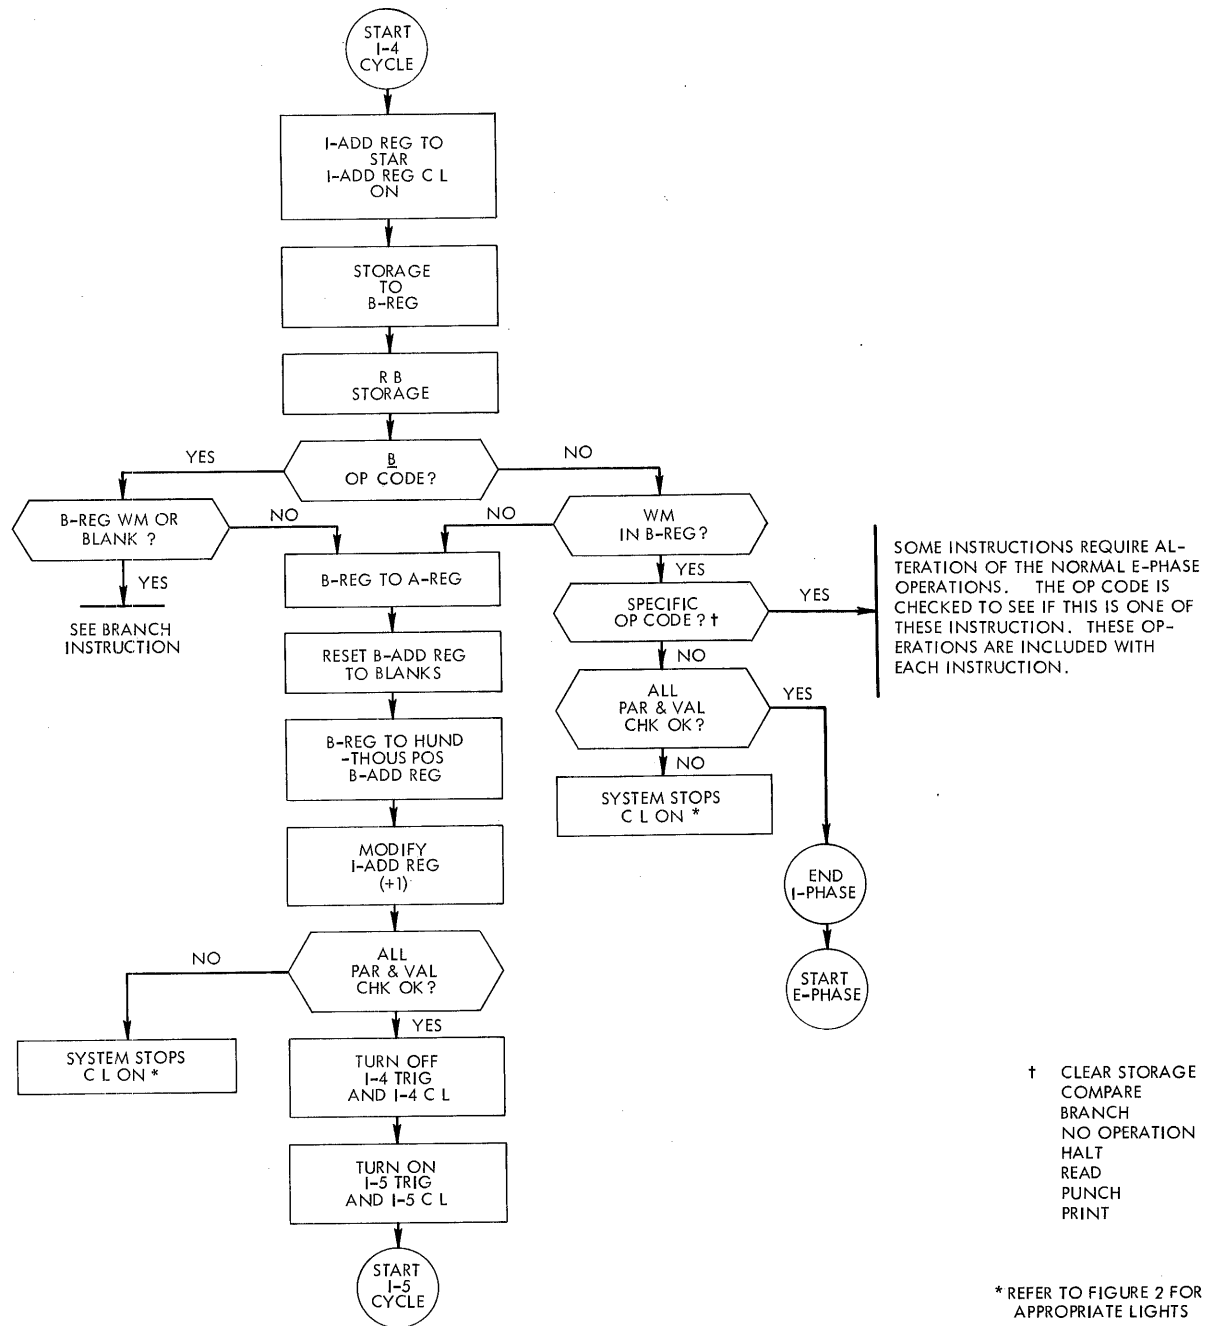 START
I-4
CYCLE
I-ADD REG TO
STAR
I-ADD REG C L
ON
STORAGE
TO
B-REG
R B
STORAGE
B
OP CODE?
YES
NO
B-REG WM OR
BLANK ?
NO
YES
SEE BRANCH
INSTRUCTION
NO
WM
IN B-REG?
YES
B-REG TO A-REG
SPECIFIC
OP CODE?†
YES
NO
SOME INSTRUCTIONS REQUIRE AL-
TERATION OF THE NORMAL E-PHASE
OPERATIONS. THE OP CODE IS
CHECKED TO SEE IF THIS IS ONE OF
THESE INSTRUCTION. THESE OP-
ERATIONS ARE INCLUDED WITH
EACH INSTRUCTION.
RESET B-ADD REG
TO BLANKS
ALL
PAR & VAL
CHK OK?
YES
NO
B-REG TO HUND
-THOUS POS
B-ADD REG
SYSTEM STOPS
C L ON *
MODIFY
I-ADD REG
(+1)
END
I-PHASE
START
E-PHASE
ALL
PAR & VAL
CHK OK?
NO
YES
SYSTEM STOPS
C L ON *
TURN OFF
I-4 TRIG
AND I-4 C L
TURN ON
I-5 TRIG
AND I-5 C L
START
I-5
CYCLE
† CLEAR STORAGE
COMPARE
BRANCH
NO OPERATION
HALT
READ
PUNCH
PRINT
* REFER TO FIGURE 2 FOR
APPROPRIATE LIGHTS